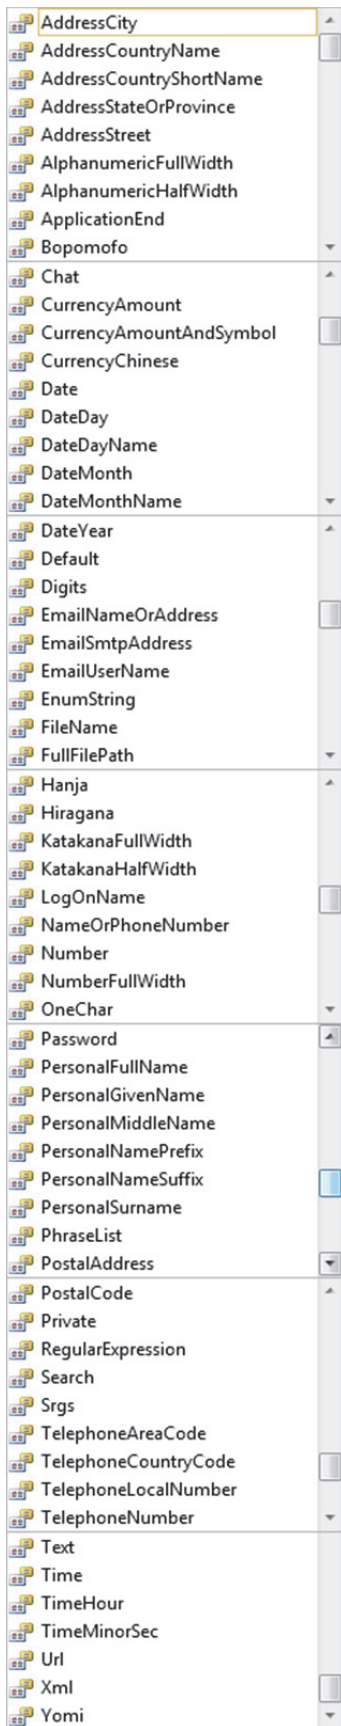 AddressCity
AddressCountryName
AddressCountryShortName
AddressStateOrProvince
AddressStreet
AlphanumericFullWidth
AlphanumericHalfWidth
ApplicationEnd
Bopomofo
Chat
CurrencyAmount
CurrencyAmountAndSymbol
CurrencyChinese
Date
DateDay
DateDayName
DateMonth
DateMonthName
DateYear
Default
Digits
EmailNameOrAddress
EmailSmtpAddress
EmailUserName
EnumString
FileName
FullFilePath
Hanja
Hiragana
KatakanaFullWidth
KatakanaHalfWidth
LogOnName
NameOrPhoneNumber
Number
NumberFullWidth
OneChar
Password
PersonalFullName
PersonalGivenName
PersonalMiddleName
PersonalNamePrefix
PersonalNameSuffix
PersonalSurname
PhraseList
PostalAddress
PostalCode
Private
RegularExpression
Search
Srgs
TelephoneAreaCode
TelephoneCountryCode
TelephoneLocalNumber
TelephoneNumber
Text
Time
TimeHour
TimeMinorSec
Url
Xml
Yomi